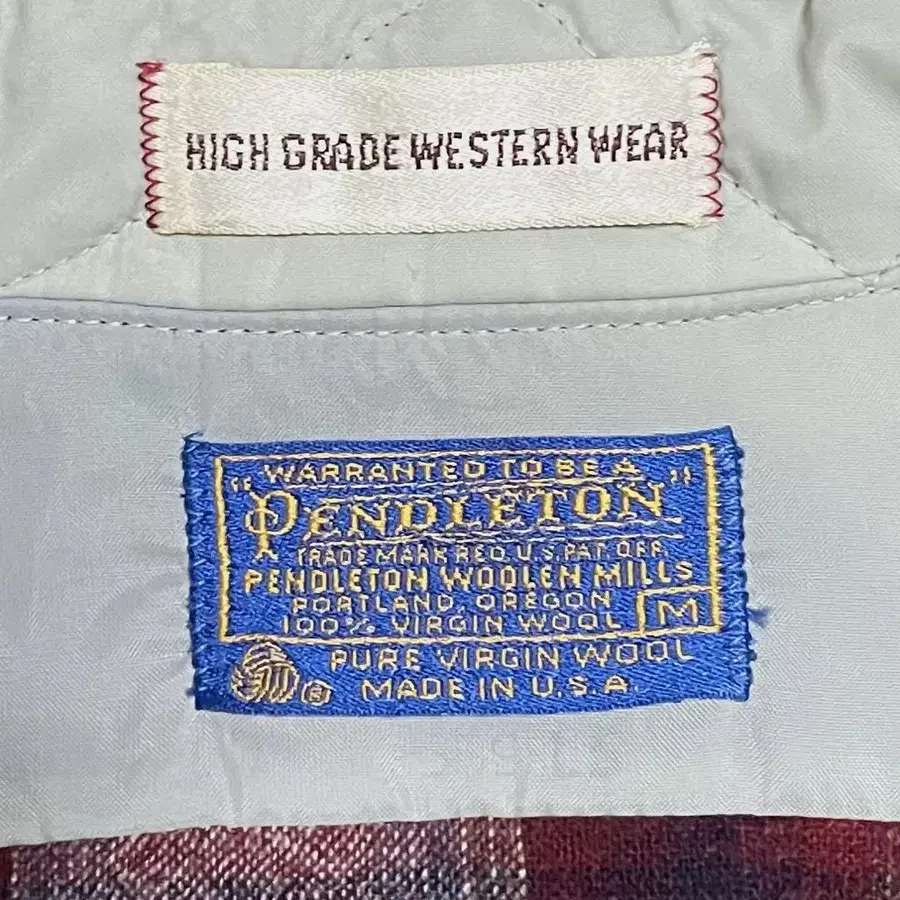 HIGH GRADE WESTERN WEAR
WARRANTED TO BE A
"PENDLETON"
TRADE MARK REG. U.S. PAT. OFF.
PENDLETON WOOLEN MILLS
PORTLAND, OREGON
100% VIRGIN WOOL M
PURE VIRGIN WOOL
® MADE IN U.S.A.